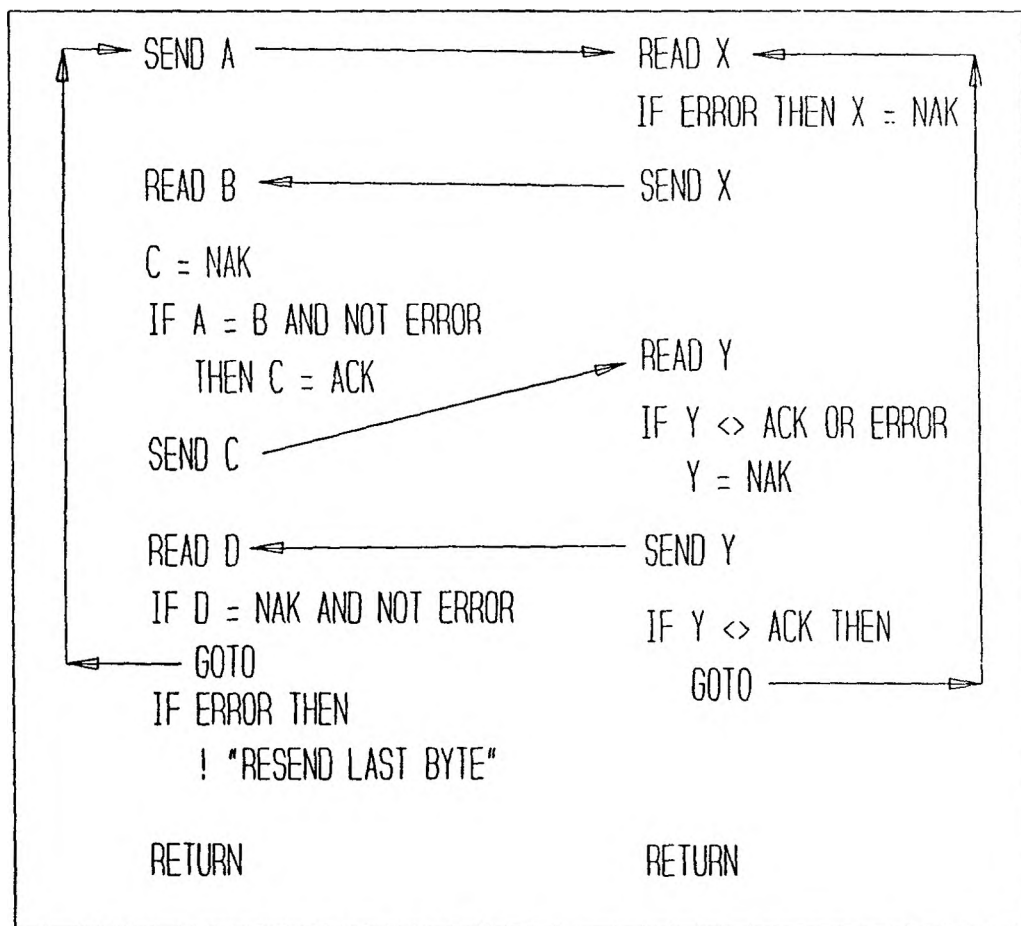 SEND A
READ B
C = NAK
IF A = B AND NOT ERROR
THEN C = ACK
SEND C
READ D
IF D = NAK AND NOT ERROR
GOTO
IF ERROR THEN
! "RESEND LAST BYTE"
RETURN
READ X
IF ERROR THEN X = NAK
SEND X
READ Y
IF Y <> ACK OR ERROR
Y = NAK
SEND Y
IF Y <> ACK THEN
GOTO
RETURN